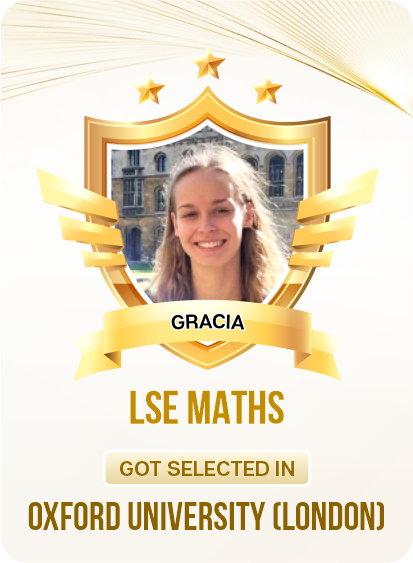 GRACIA
LSE MATHS
GOT SELECTED IN
OXFORD UNIVERSITY (LONDON)